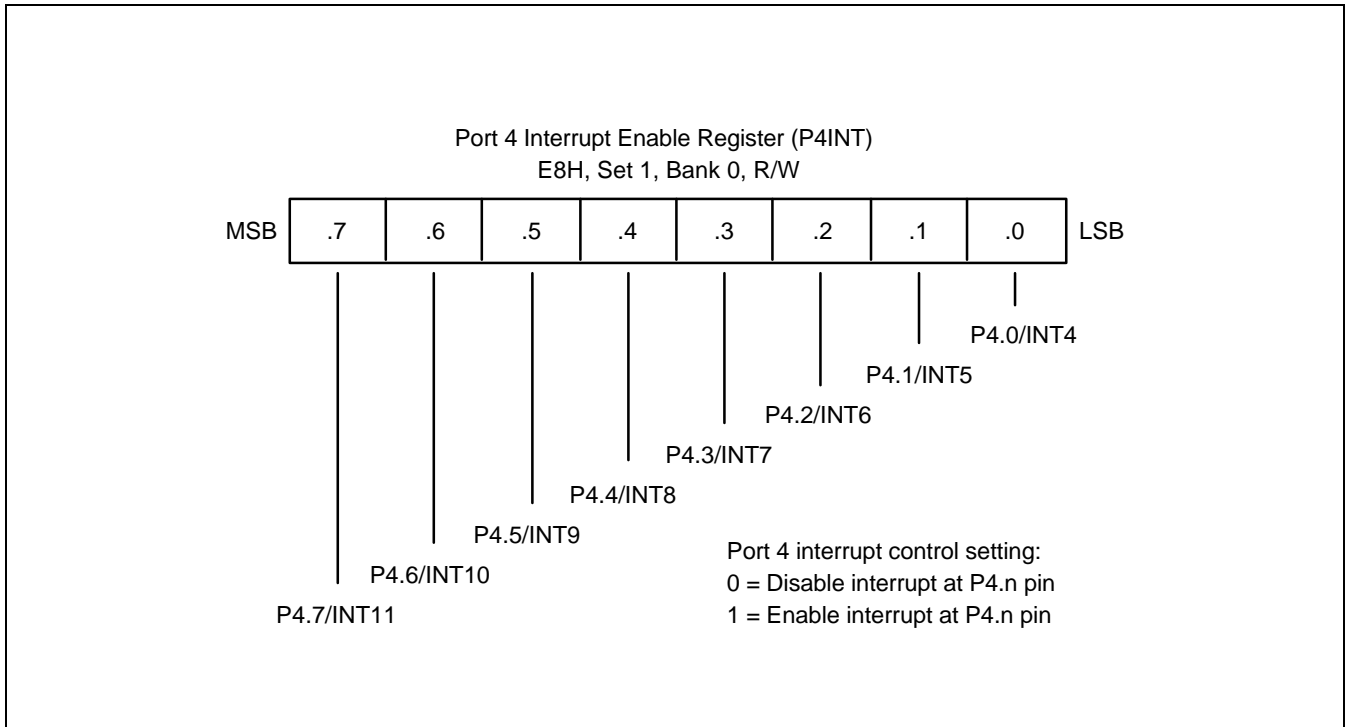 Port 4 Interrupt Enable Register (P4INT)
E8H, Set 1, Bank 0, R/W
MSB .7 .6 .5 .4 .3 .2 .1 .0 LSB
P4.0/INT4
P4.1/INT5
P4.2/INT6
P4.3/INT7
P4.4/INT8
P4.5/INT9
P4.6/INT10
P4.7/INT11
Port 4 interrupt control setting:
0 = Disable interrupt at P4.n pin
1 = Enable interrupt at P4.n pin